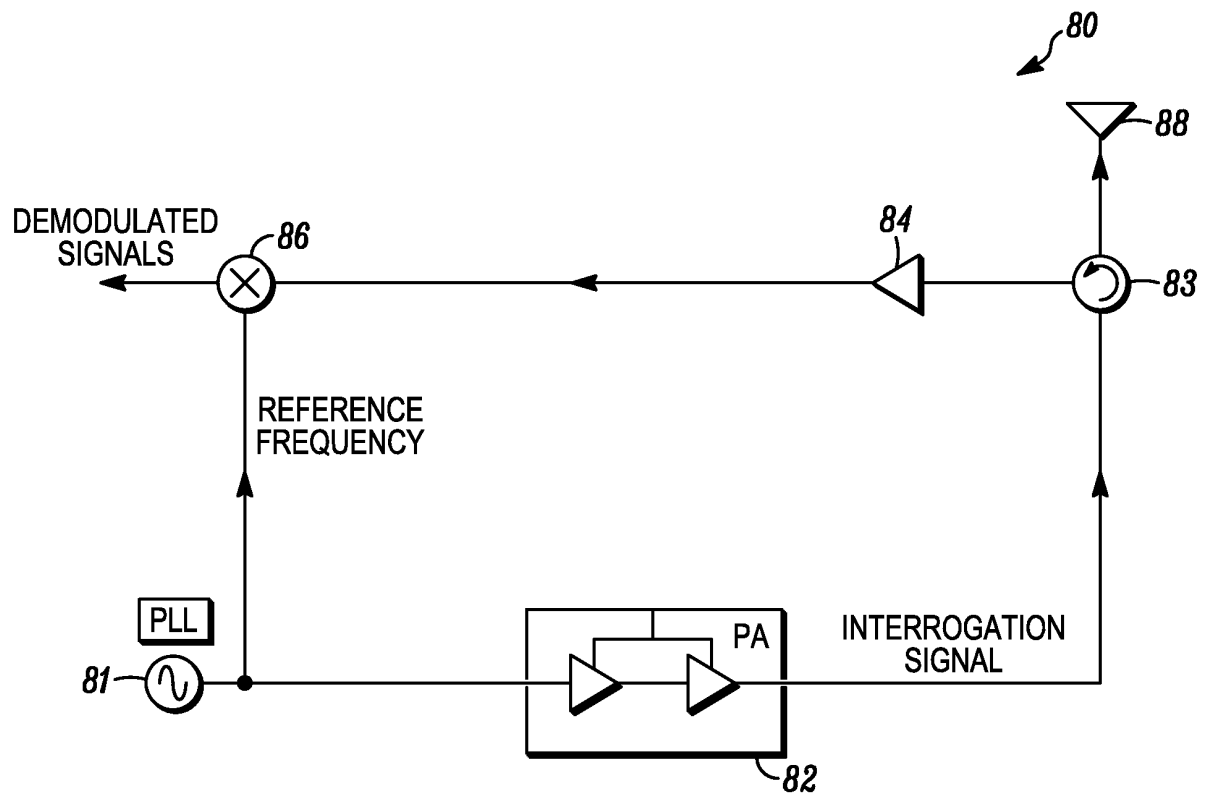 80
88
DEMODULATED
SIGNALS
86
84
83
REFERENCE
FREQUENCY
PLL
81
PA
INTERROGATION
SIGNAL
82